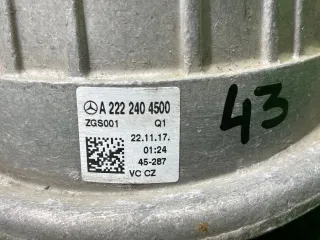 A 222 240 4500
ZGS001 Q1
22.11.17.
01:24
45-287
VC CZ
43